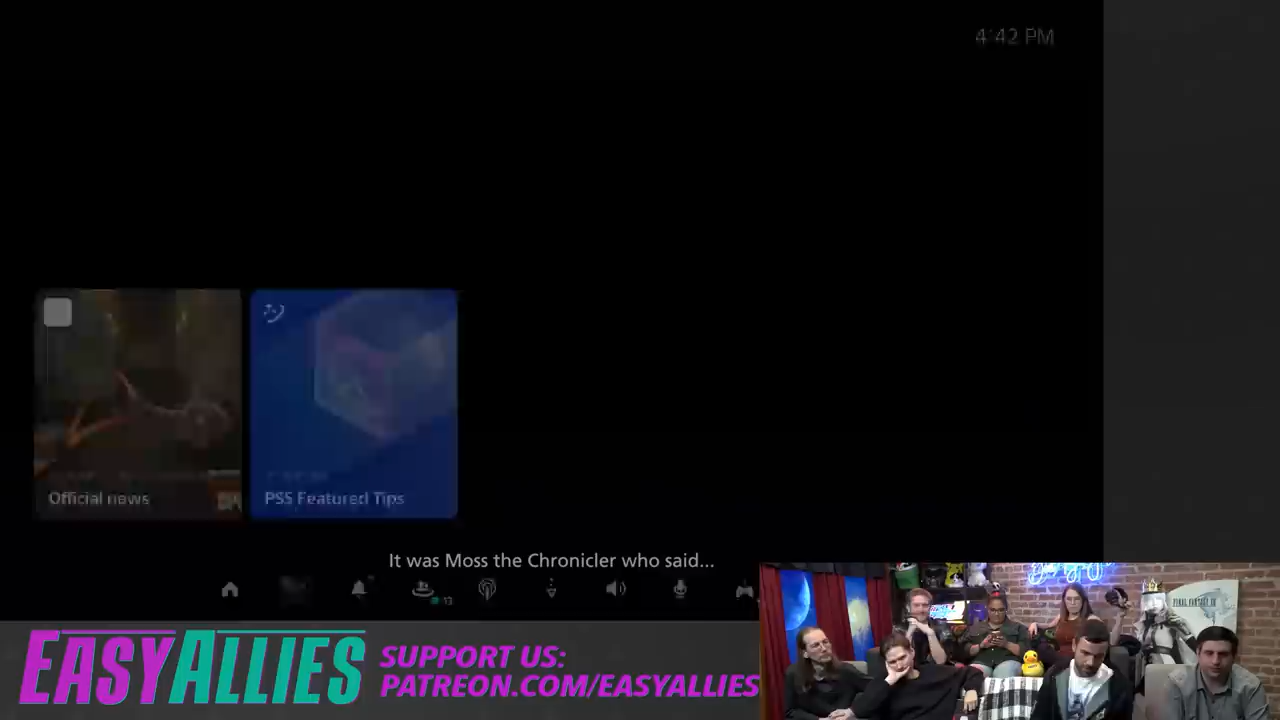 4:42 PM
Official news
PS5 Featured Tips
It was Moss the Chronicler who said...
13
EASYALLIES
SUPPORT US:
PATREON.COM/EASYALLIES
FINAL FANTASY